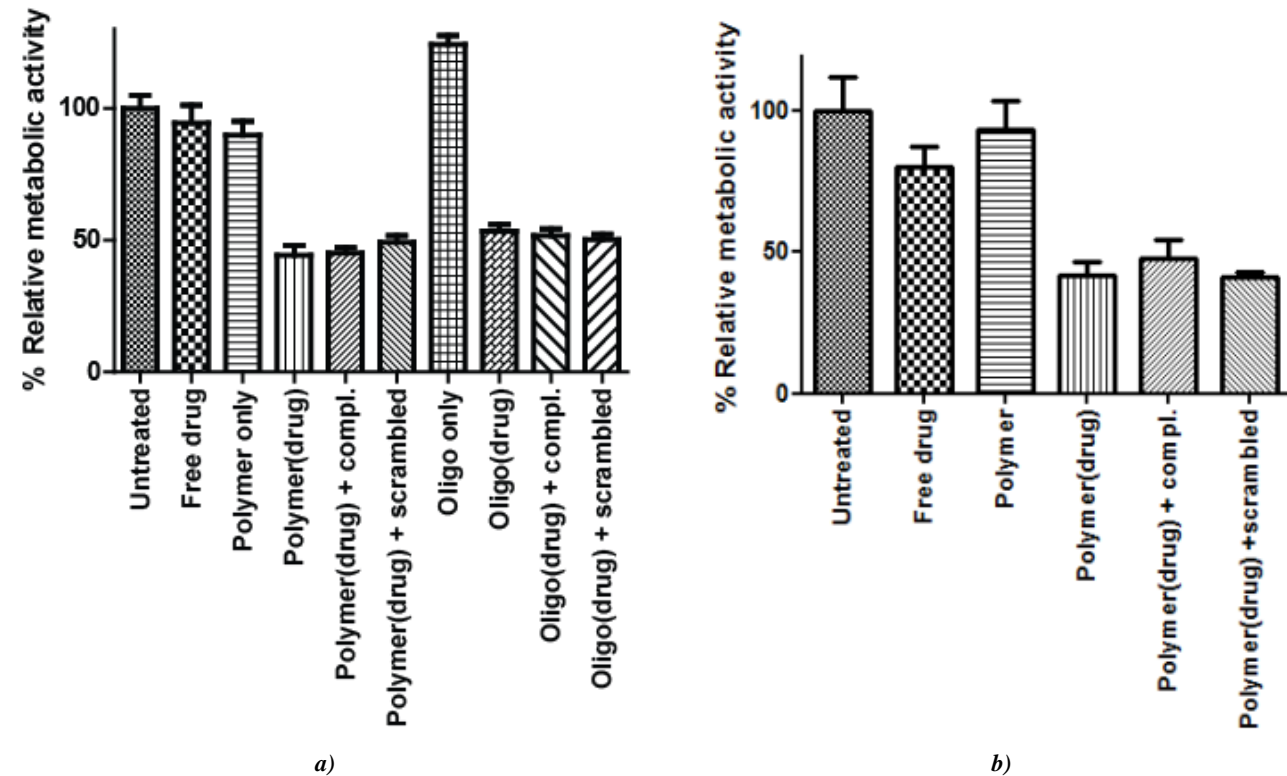 % Relative metabolic activity
100
50
0
Untreated
Free drug
Polymer only
Polymer(drug)
Polymer(drug) + compl.
Polymer(drug) + scrambled
Oligo only
Oligo(drug)
Oligo(drug) + compl.
Oligo(drug) + scrambled
a)
% Relative metabolic activity
100
50
0
Untreated
Free drug
Polymer
Polymer(drug)
Polymer(drug) + compl.
Polymer(drug) +scrambled
b)